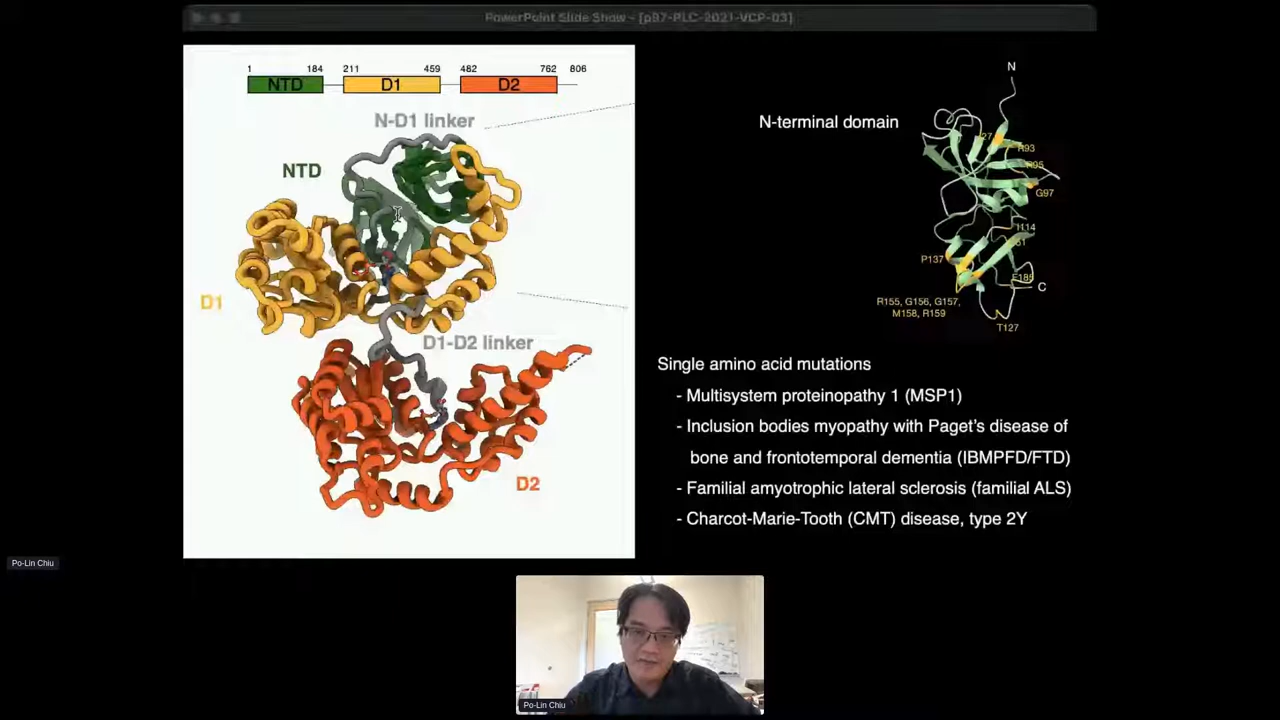 PowerPoint Slide Show - [p97-PLC-2021-VCP-03]
1 184 211 459 482 762 806
NTD D1 D2
N-D1 linker
NTD
D1
D1-D2 linker
D2
N
N-terminal domain
R93
R95
G97
I114
P137
E185
C
R155, G156, G157,
M158, R159
T127
Single amino acid mutations
- Multisystem proteinopathy 1 (MSP1)
- Inclusion bodies myopathy with Paget's disease of
bone and frontotemporal dementia (IBMPFD/FTD)
- Familial amyotrophic lateral sclerosis (familial ALS)
- Charcot-Marie-Tooth (CMT) disease, type 2Y
Po-Lin Chiu
Po-Lin Chiu